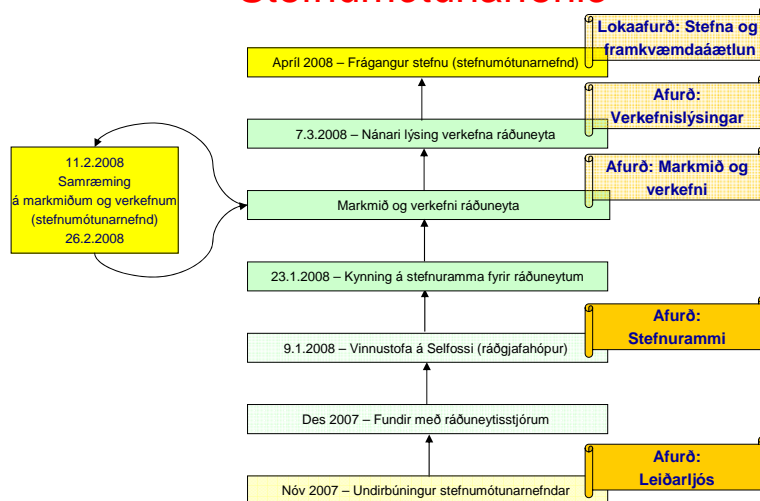 Stefnumótunarferlið
Lokaafurð: Stefna og
framkvæmdaáætlun
Apríl 2008 – Frágangur stefnu (stefnumótunarnefnd)
Afurð:
Verkefnislýsingar
7.3.2008 – Nánari lýsing verkefna ráðuneyta
11.2.2008
Samræming
á markmiðum og verkefnum
(stefnumótunarnefnd)
26.2.2008
Afurð: Markmið og
verkefni
Markmið og verkefni ráðuneyta
23.1.2008 – Kynning á stefnuramma fyrir ráðuneytum
Afurð:
Stefnurammi
9.1.2008 – Vinnustofa á Selfossi (ráðgjafahópur)
Des 2007 – Fundir með ráðuneytisstjórum
Afurð:
Leiðarljós
Nóv 2007 – Undirbúningur stefnumótunarnefndar